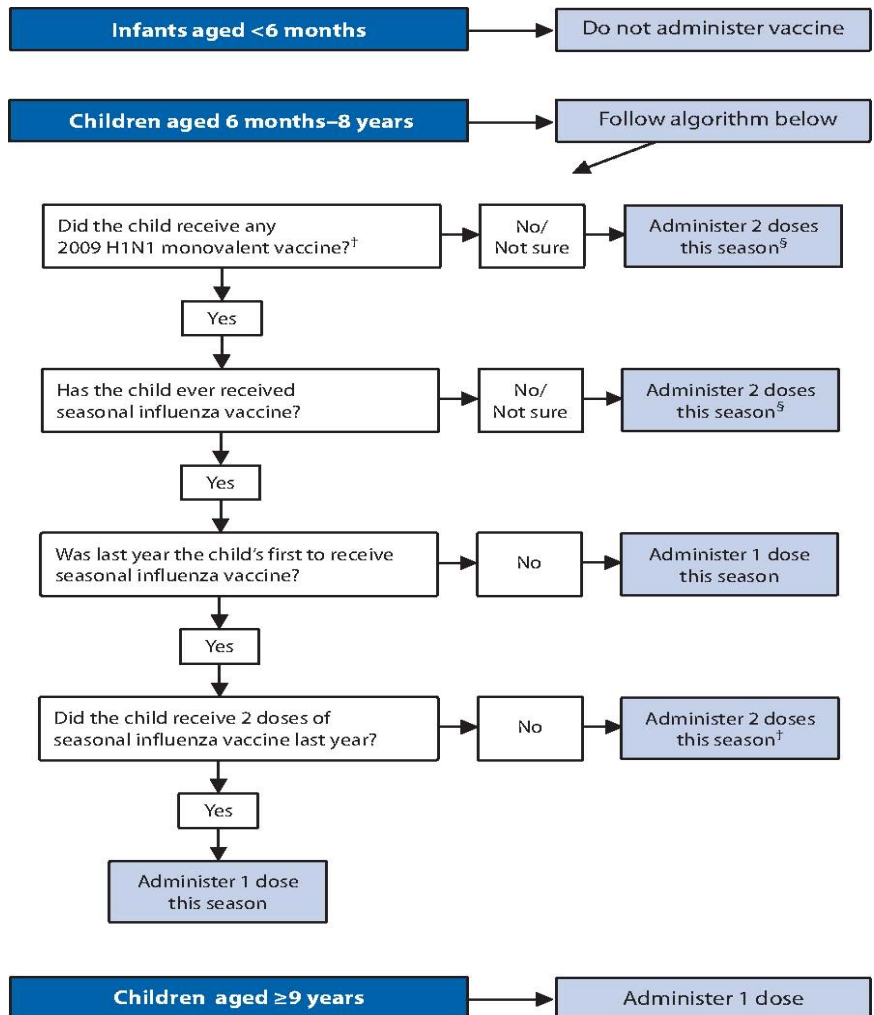 Infants aged <6 months
Do not administer vaccine
Children aged 6 months–8 years
Follow algorithm below
Did the child receive any
2009 H1N1 monovalent vaccine?†
No/
Not sure
Administer 2 doses
this season§
Yes
Has the child ever received
seasonal influenza vaccine?
No/
Not sure
Administer 2 doses
this season§
Yes
Was last year the child’s first to receive
seasonal influenza vaccine?
No
Administer 1 dose
this season
Yes
Did the child receive 2 doses of
seasonal influenza vaccine last year?
No
Administer 2 doses
this season†
Yes
Administer 1 dose
this season
Children aged ≥9 years
Administer 1 dose